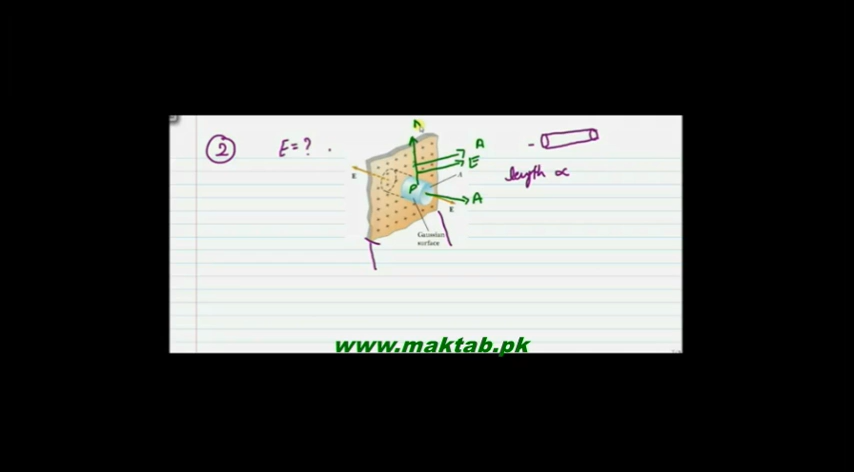 ② E = ? .
A
E
E
A
P
A
E
Gaussian
surface
length ∝
www.maktab.pk